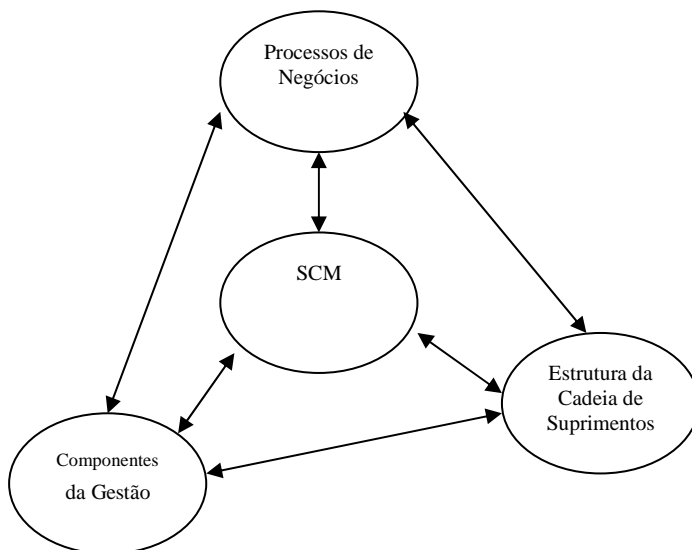 Processos de
Negócios
SCM
Estrutura da
Cadeia de
Suprimentos
Componentes
da Gestão